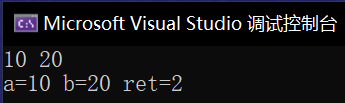 Microsoft Visual Studio 调试控制台
10 20
a=10 b=20 ret=2